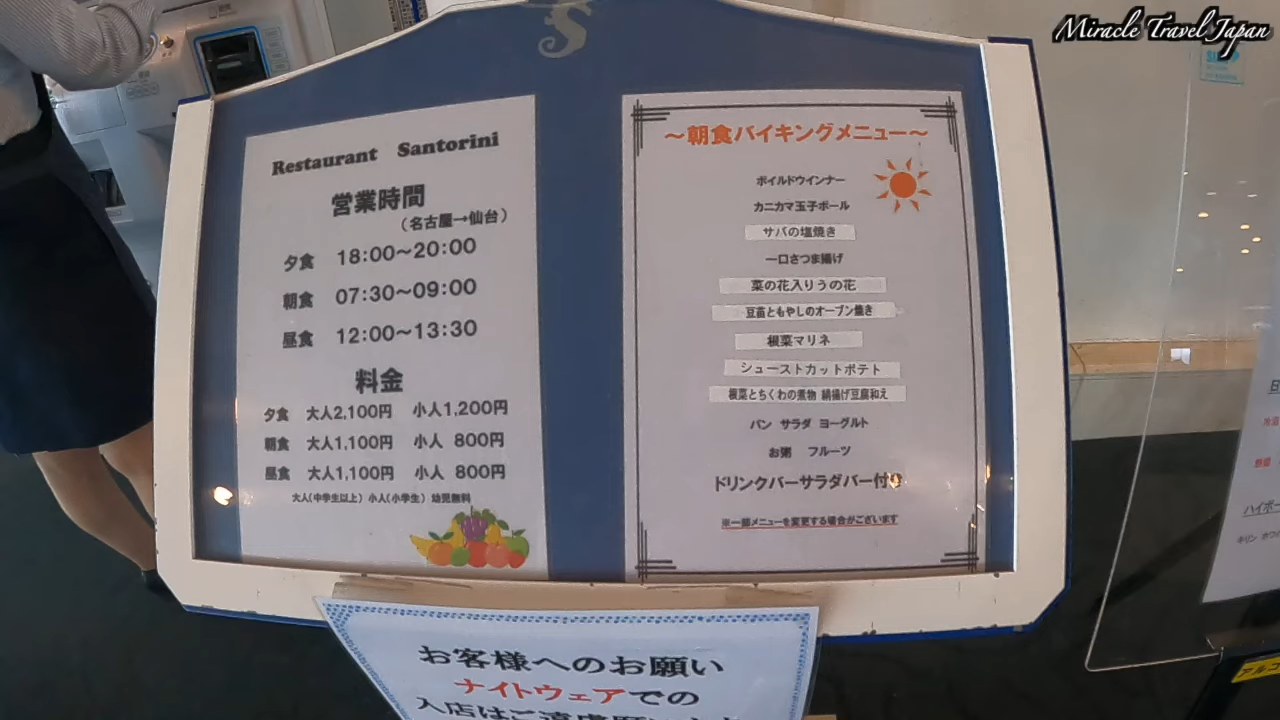 Miracle Travel Japan
Restaurant Santorini
営業時間
（名古屋→仙台）
夕食 18:00～20:00
朝食 07:30～09:00
昼食 12:00～13:30
料金
夕食 大人2,100円 小人1,200円
朝食 大人1,100円 小人 800円
昼食 大人1,100円 小人 800円
大人(中学生以上) 小人(小学生) 幼児無料
～朝食バイキングメニュー～
ボイルドウインナー
カニカマ玉子ボール
サバの塩焼き
一口さつま揚げ
菜の花入りうの花
豆苗ともやしのオーブン焼き
根菜マリネ
シューストカットポテト
根菜とちくわの煮物 絹揚げ豆腐和え
パン サラダ ヨーグルト
お粥 フルーツ
ドリンクバーサラダバー付き
※一部メニューを変更する場合がございます
お客様へのお願い
ナイトウェアでの
入店はご遠慮願います